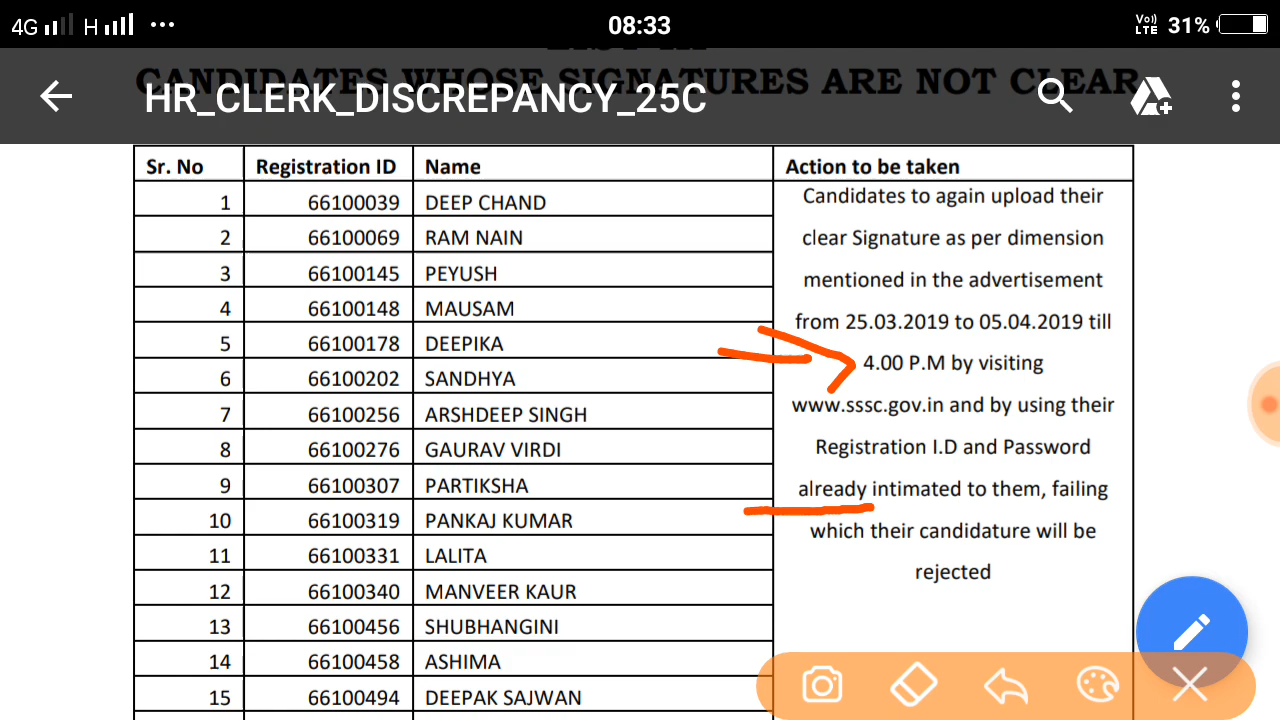 4G H 08:33 Vo) LTE 31%
CANDIDATES WHOSE SIGNATURES ARE NOT CLEAR
HR_CLERK_DISCREPANCY_25C
Sr. No Registration ID Name Action to be taken
1 66100039 DEEP CHAND
2 66100069 RAM NAIN
3 66100145 PEYUSH
4 66100148 MAUSAM
5 66100178 DEEPIKA
6 66100202 SANDHYA
7 66100256 ARSHDEEP SINGH
8 66100276 GAURAV VIRDI
9 66100307 PARTIKSHA
10 66100319 PANKAJ KUMAR
11 66100331 LALITA
12 66100340 MANVEER KAUR
13 66100456 SHUBHANGINI
14 66100458 ASHIMA
15 66100494 DEEPAK SAJWAN
Candidates to again upload their
clear Signature as per dimension
mentioned in the advertisement
from 25.03.2019 to 05.04.2019 till
4.00 P.M by visiting
www.sssc.gov.in and by using their
Registration I.D and Password
already intimated to them, failing
which their candidature will be
rejected